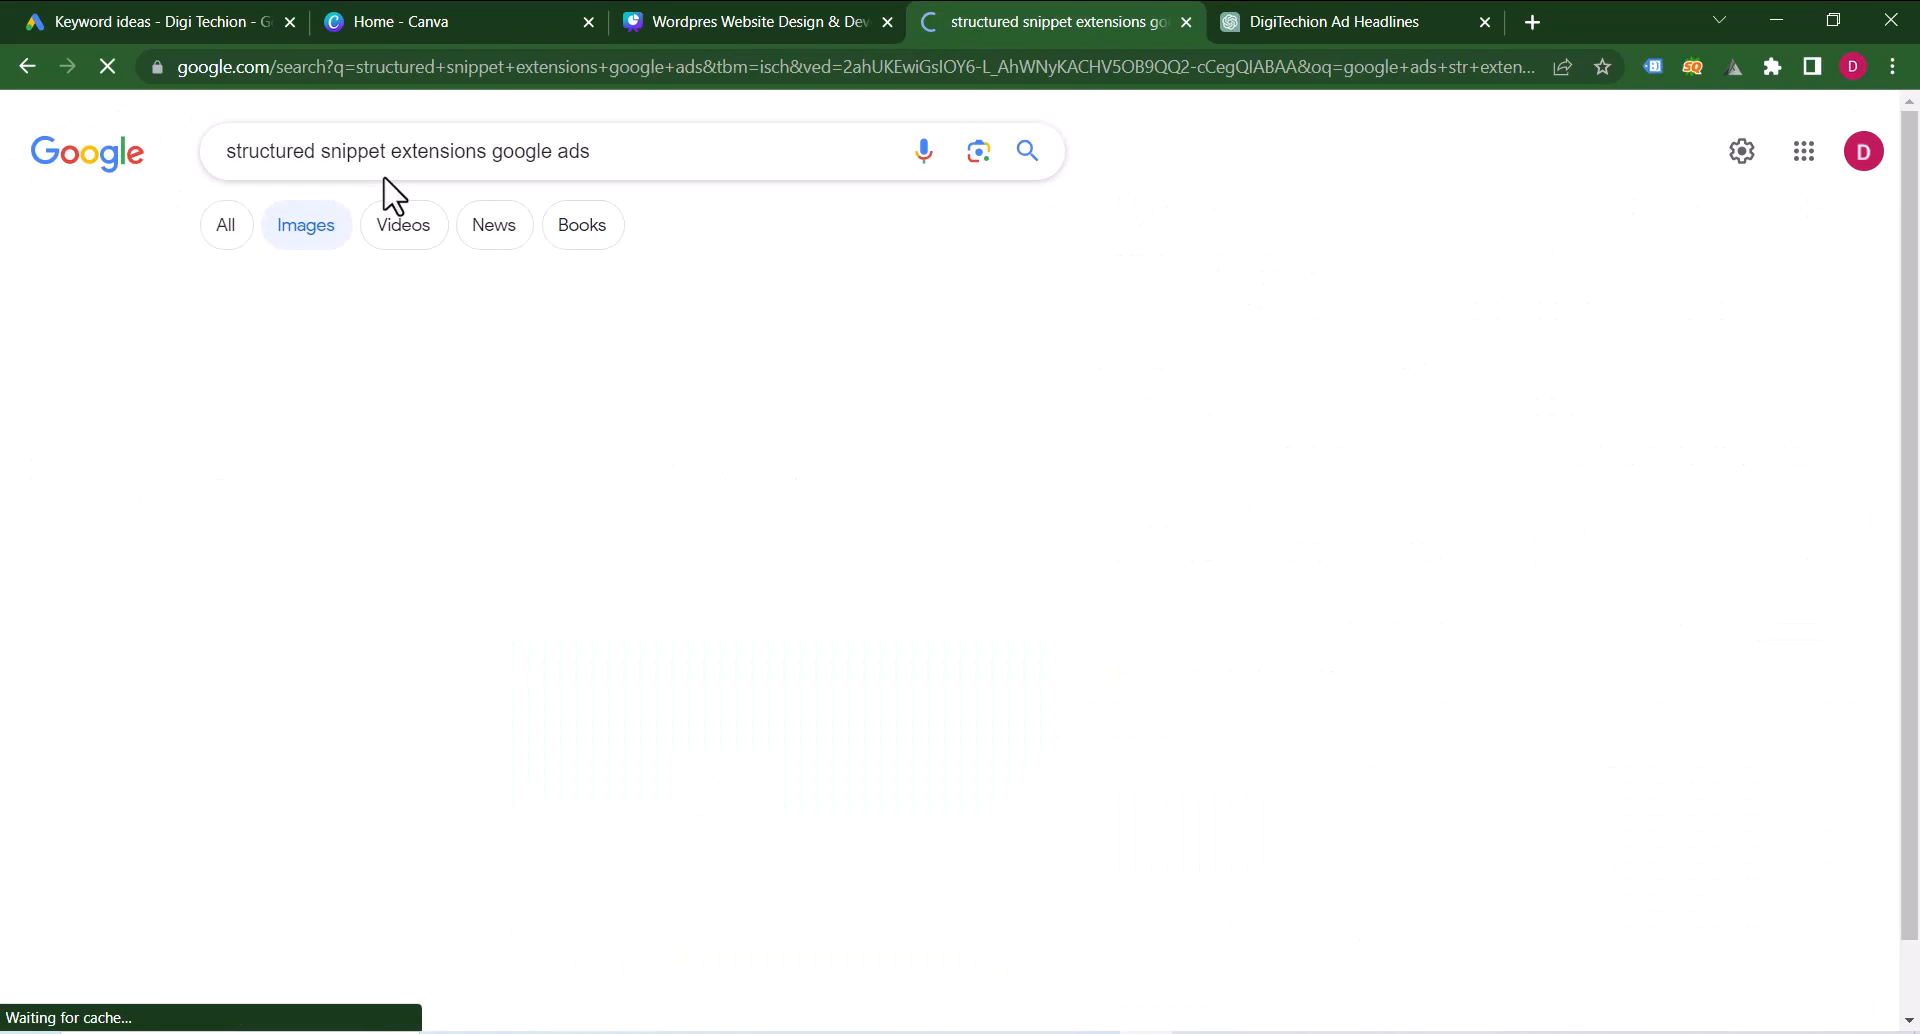 Keyword ideas - Digi Techion - G
Home - Canva
Wordpres Website Design & Dev
structured snippet extensions go
DigiTechion Ad Headlines
google.com/search?q=structured+snippet+extensions+google+ads&tbm=isch&ved=2ahUKEwiGsIOY6-L_AhWNyKACHV5OB9QQ2-cCegQIABAA&oq=google+ads+str+exten...
SQ
D
Google
structured snippet extensions google ads
D
All
Images
Videos
News
Books
Waiting for cache...